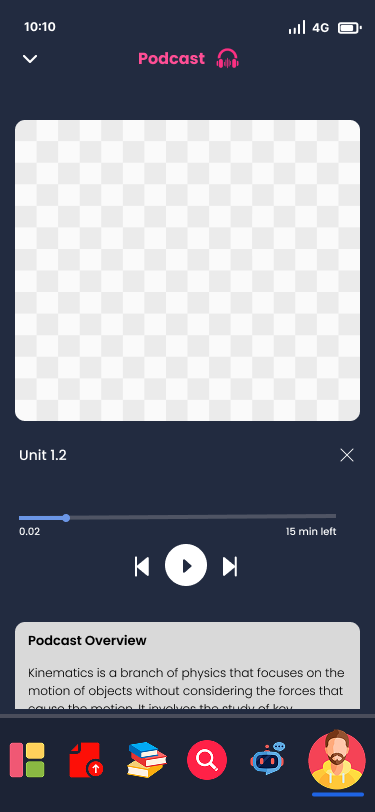 10:10
4G
Podcast
Unit 1.2
0.02
15 min left
Podcast Overview
Kinematics is a branch of physics that focuses on the
motion of objects without considering the forces that
cause the motion. It involves the study of key